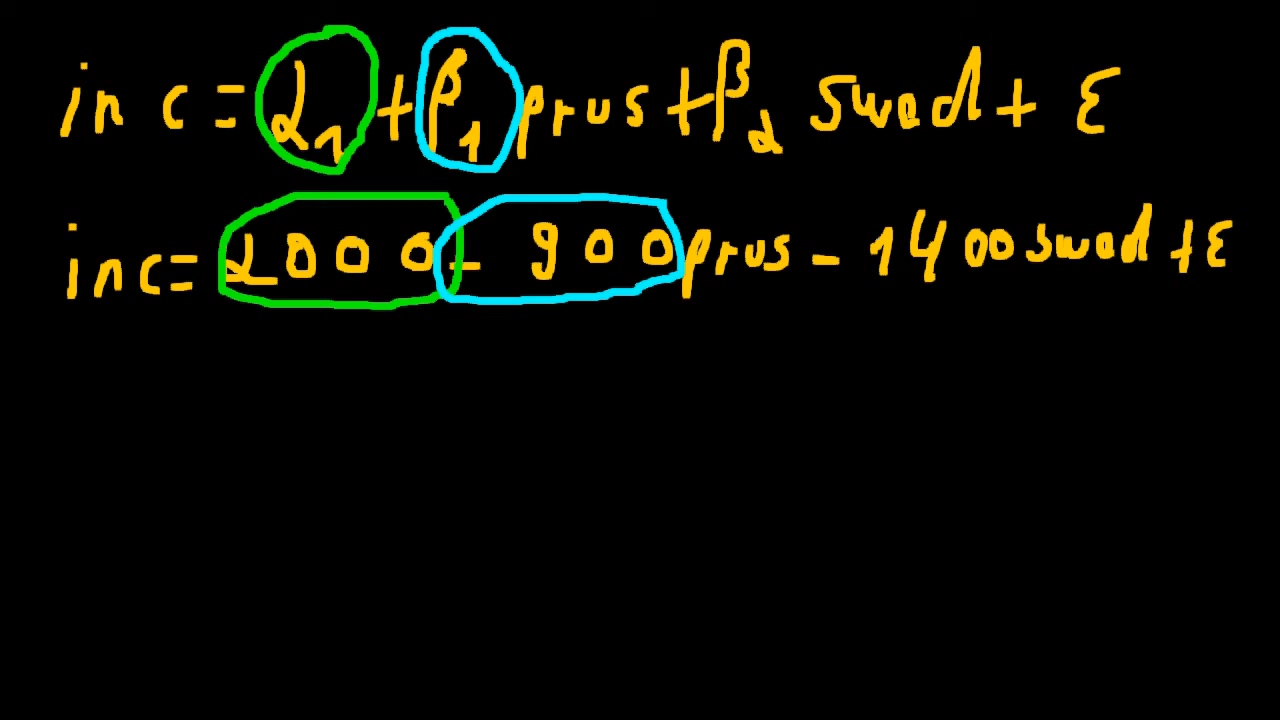 inc = α₁ + β₁ prus + β₂ swed + ε
inc = 2000 - 900 prus - 1400 swed + ε